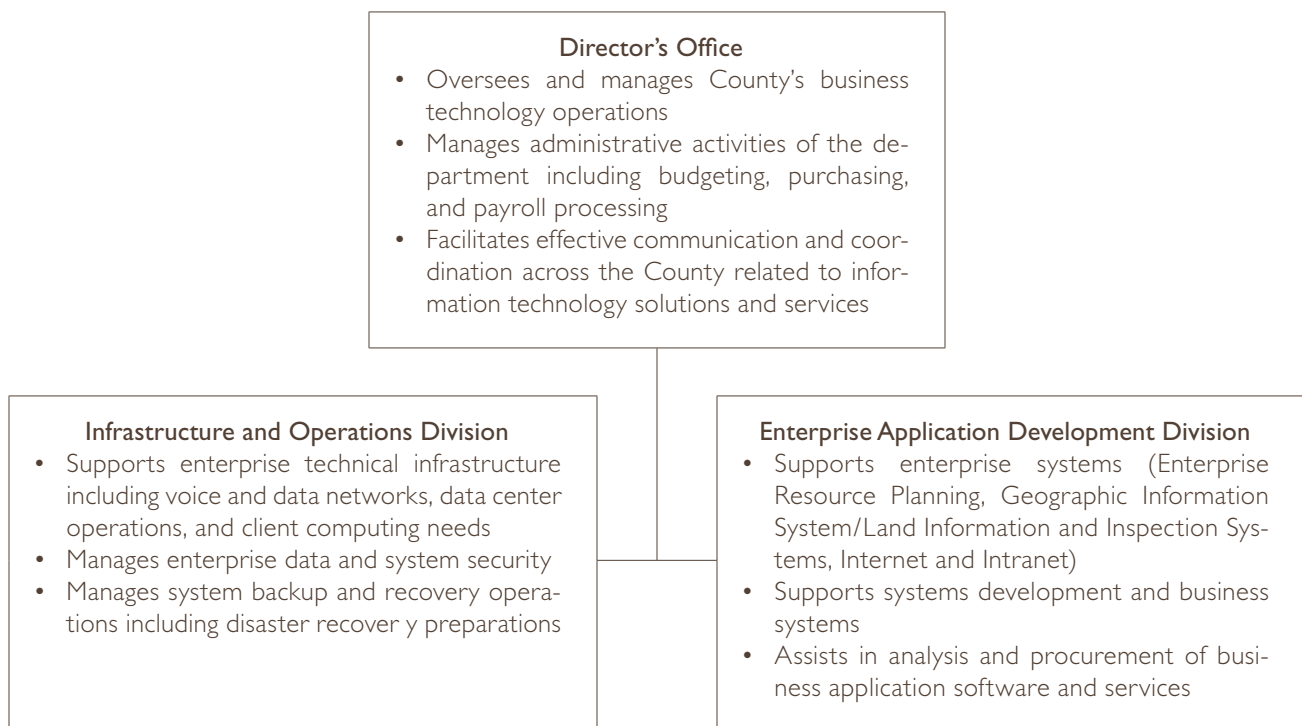 Director's Office
• Oversees and manages County's business
technology operations
• Manages administrative activities of the de-
partment including budgeting, purchasing,
and payroll processing
• Facilitates effective communication and coor-
dination across the County related to infor-
mation technology solutions and services
Infrastructure and Operations Division
• Supports enterprise technical infrastructure
including voice and data networks, data center
operations, and client computing needs
• Manages enterprise data and system security
• Manages system backup and recovery opera-
tions including disaster recover y preparations
Enterprise Application Development Division
• Supports enterprise systems (Enterprise
Resource Planning, Geographic Information
System/Land Information and Inspection Sys-
tems, Internet and Intranet)
• Supports systems development and business
systems
• Assists in analysis and procurement of busi-
ness application software and services